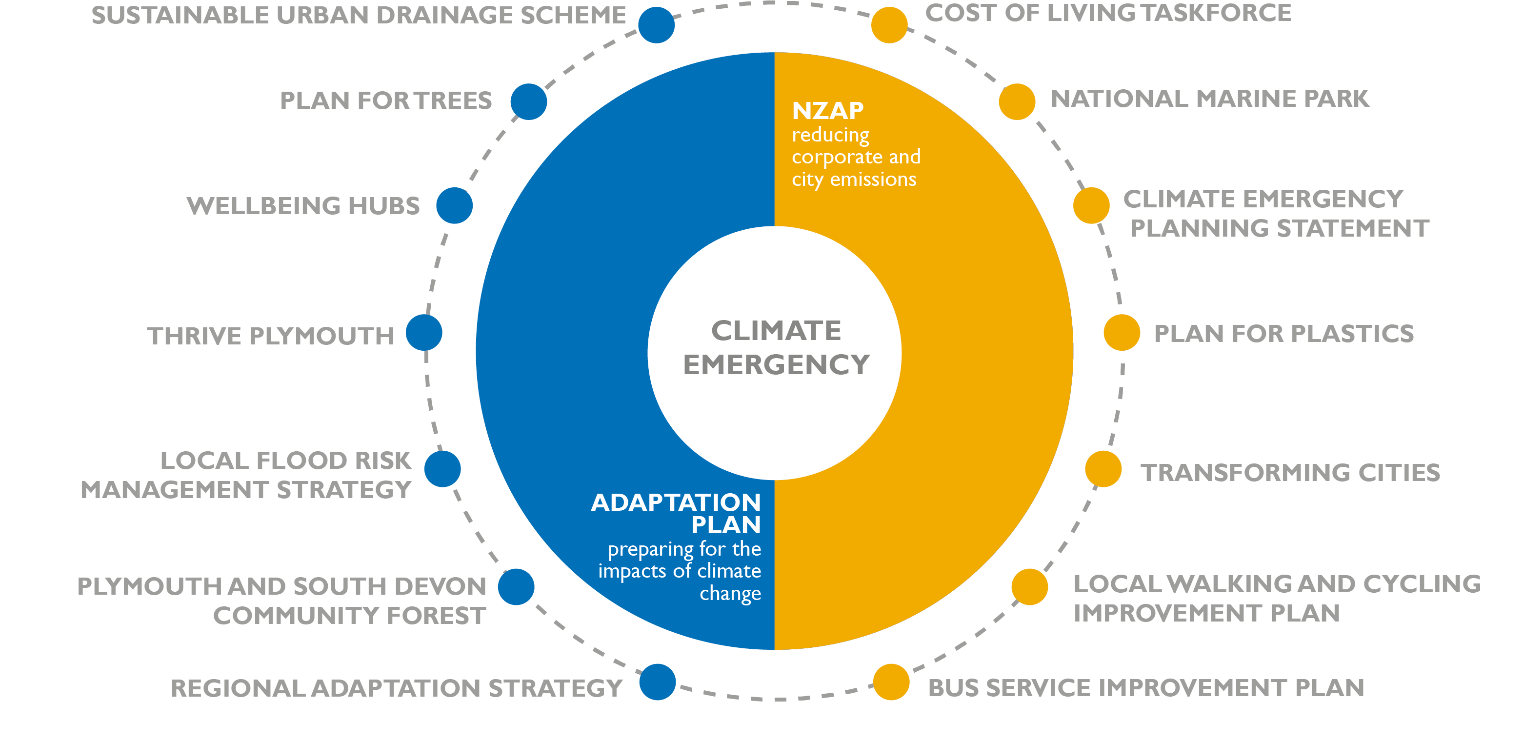 SUSTAINABLE URBAN DRAINAGE SCHEME
COST OF LIVING TASKFORCE
PLAN FOR TREES
NATIONAL MARINE PARK
NZAP
reducing
corporate and
city emissions
WELLBEING HUBS
CLIMATE EMERGENCY
PLANNING STATEMENT
THRIVE PLYMOUTH
CLIMATE
EMERGENCY
PLAN FOR PLASTICS
LOCAL FLOOD RISK
MANAGEMENT STRATEGY
TRANSFORMING CITIES
ADAPTATION
PLAN
preparing for the
impacts of climate
change
PLYMOUTH AND SOUTH DEVON
COMMUNITY FOREST
LOCAL WALKING AND CYCLING
IMPROVEMENT PLAN
REGIONAL ADAPTATION STRATEGY
BUS SERVICE IMPROVEMENT PLAN